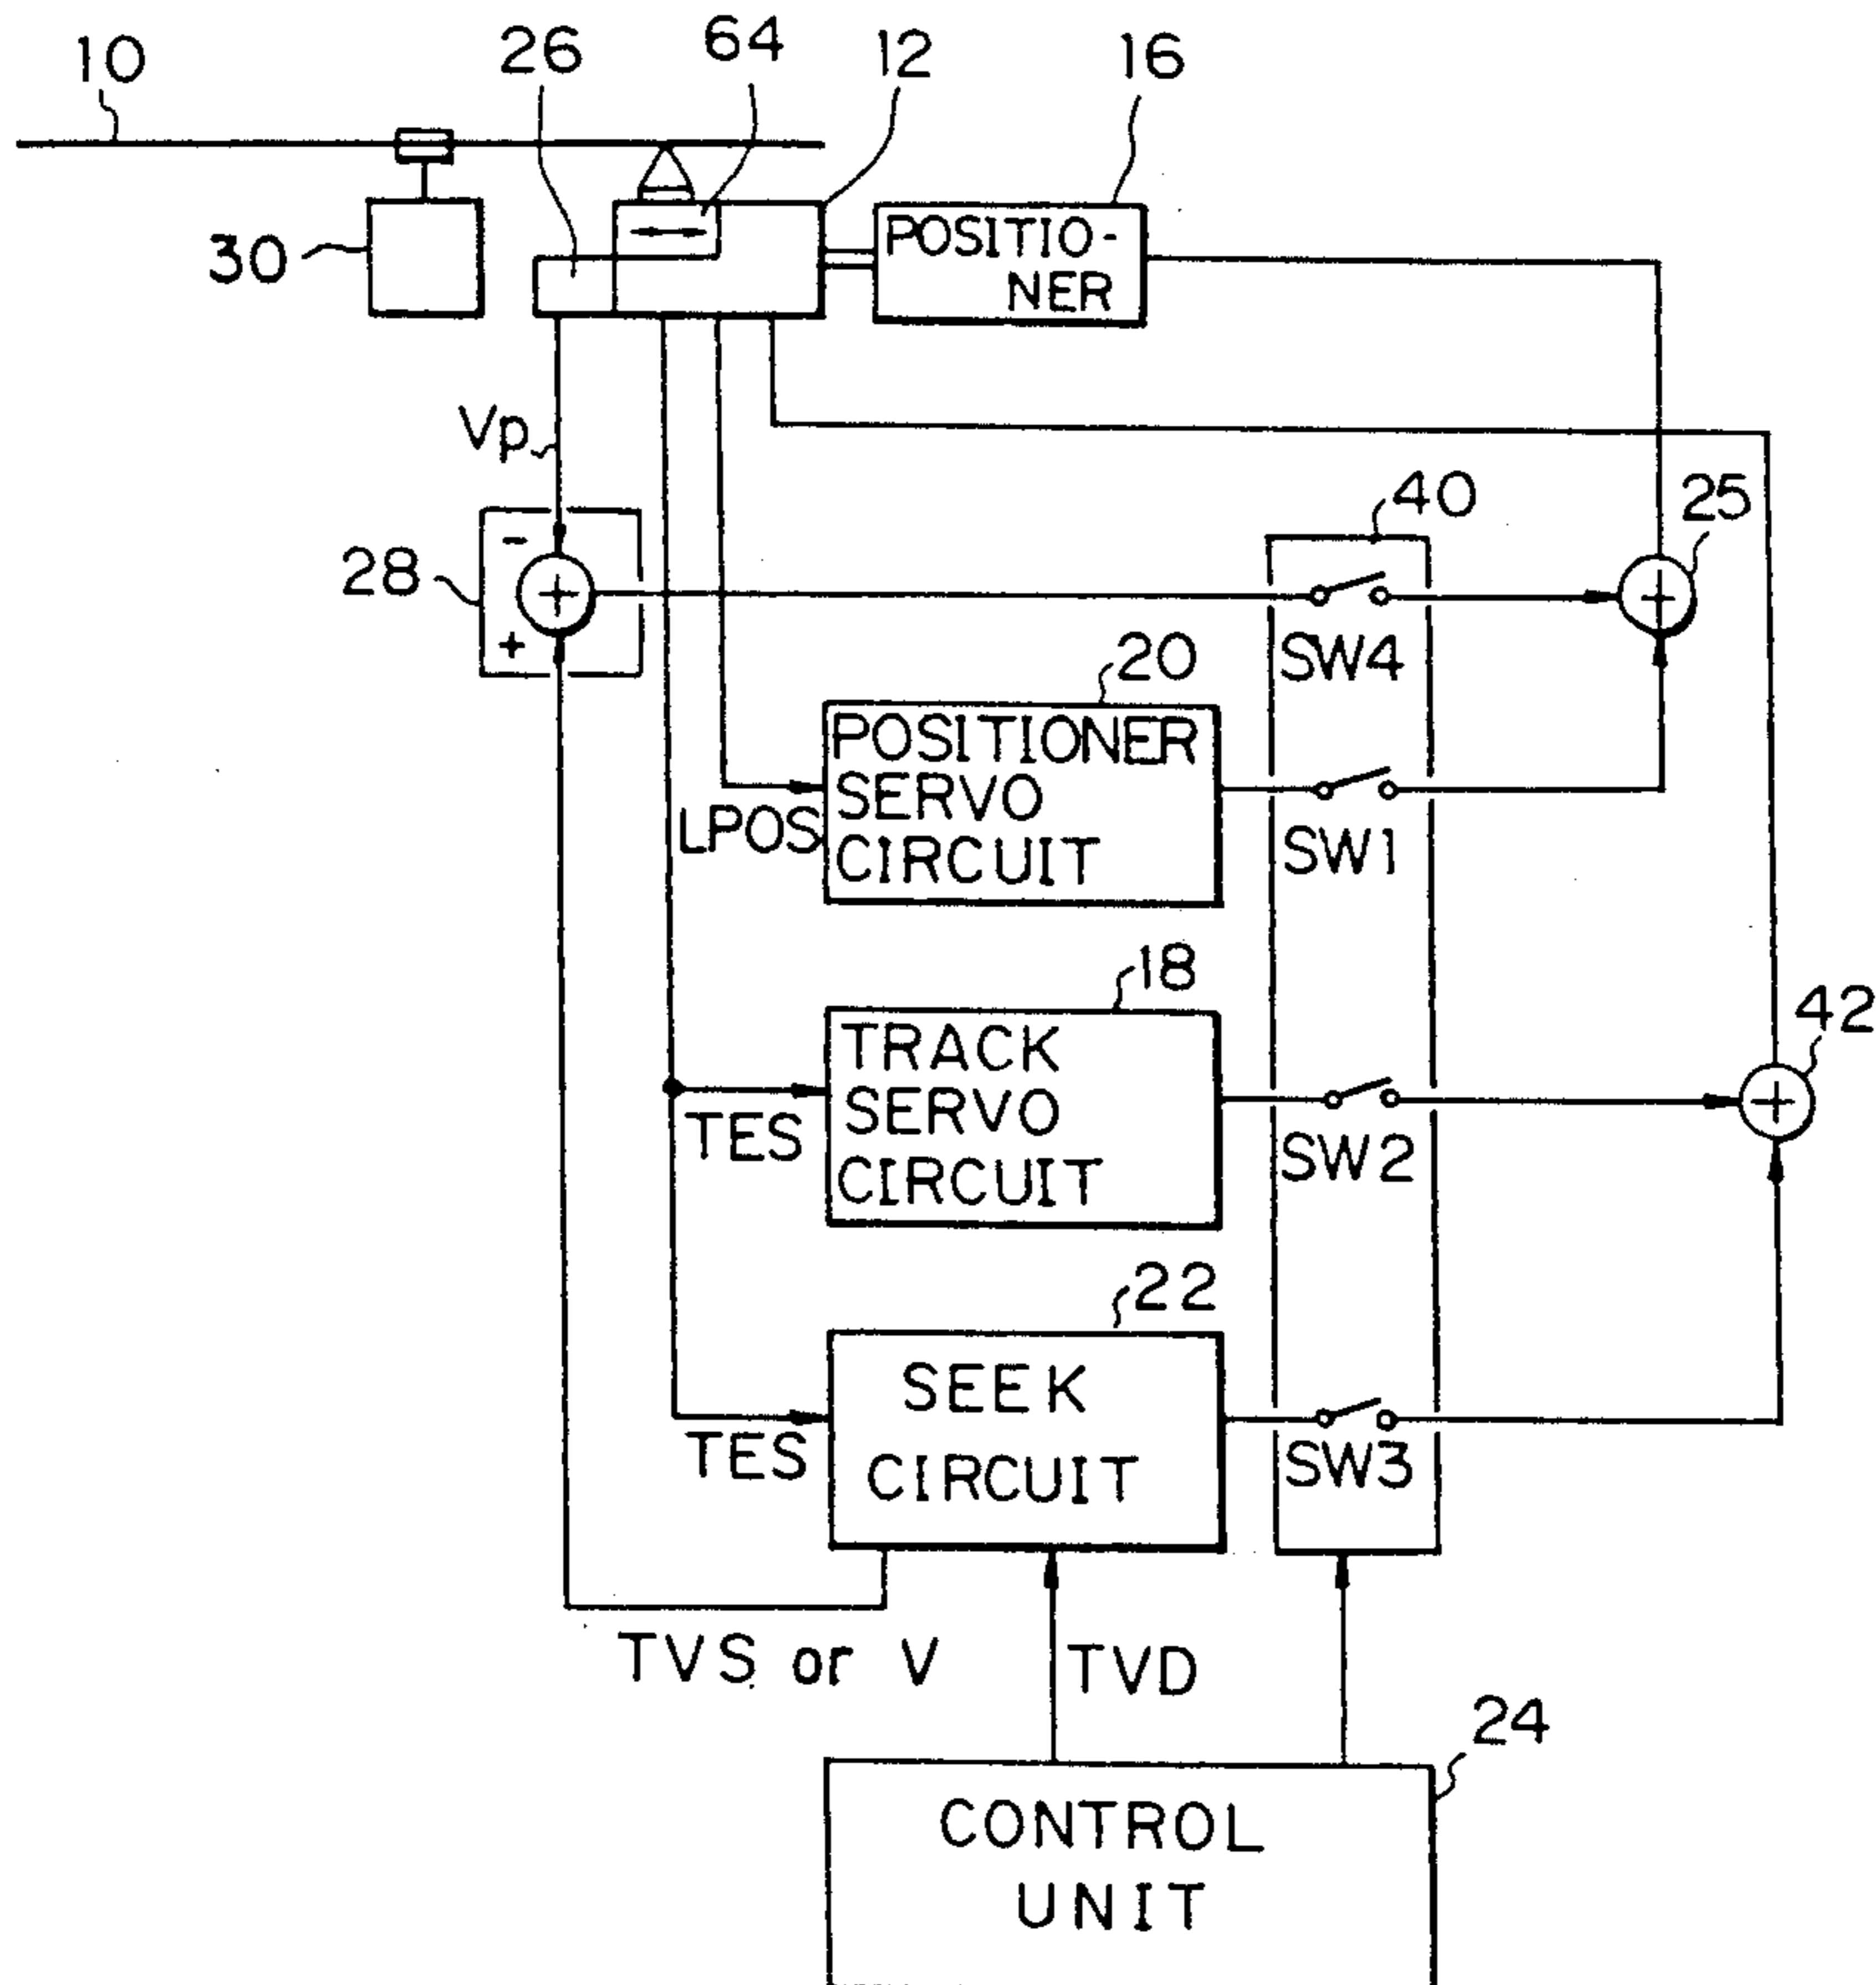 10
26
64
12
16
POSITIO-
NER
30
Vp
40
25
-
28
+
+
+
SW4
20
POSITIONER
SERVO
CIRCUIT
LPOS
SW1
18
TRACK
SERVO
CIRCUIT
TES
SW2
42
+
22
SEEK
CIRCUIT
TES
SW3
TVS or V
TVD
24
CONTROL
UNIT